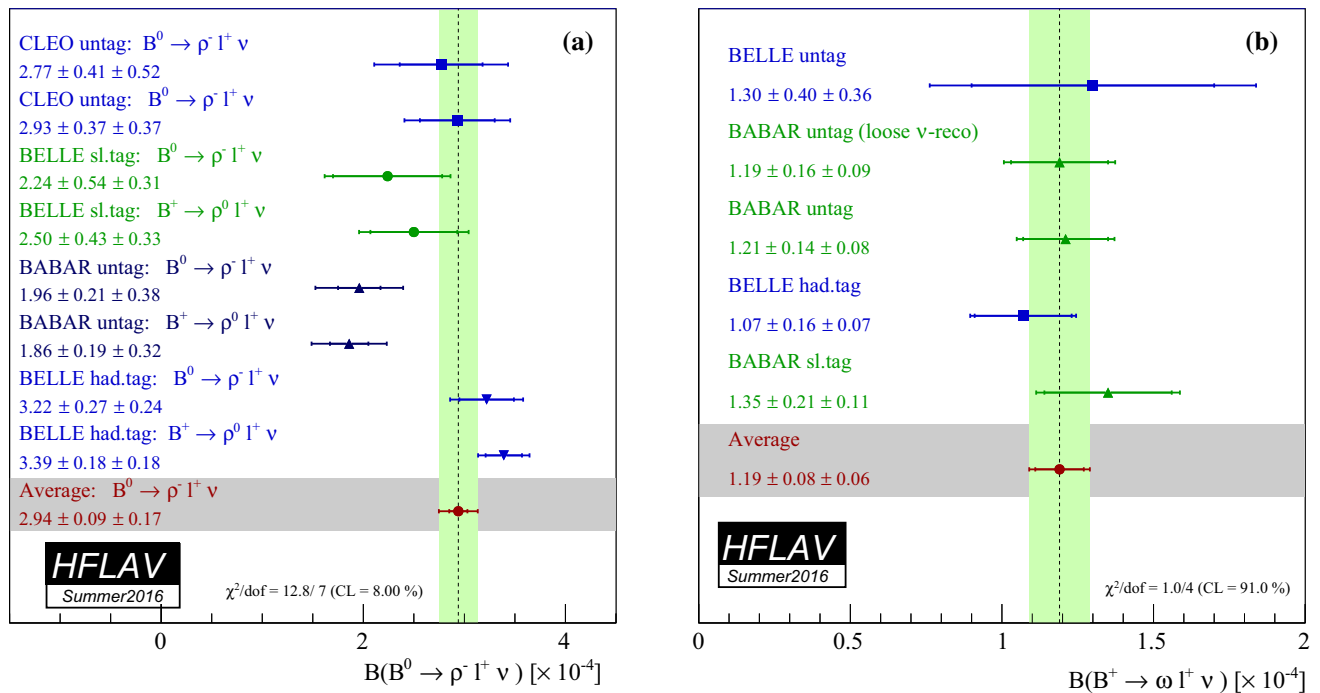 (a)
CLEO untag: B⁰ → ρ⁻ l⁺ ν
2.77 ± 0.41 ± 0.52
CLEO untag: B⁰ → ρ⁻ l⁺ ν
2.93 ± 0.37 ± 0.37
BELLE sl.tag: B⁰ → ρ⁻ l⁺ ν
2.24 ± 0.54 ± 0.31
BELLE sl.tag: B⁺ → ρ⁰ l⁺ ν
2.50 ± 0.43 ± 0.33
BABAR untag: B⁰ → ρ⁻ l⁺ ν
1.96 ± 0.21 ± 0.38
BABAR untag: B⁺ → ρ⁰ l⁺ ν
1.86 ± 0.19 ± 0.32
BELLE had.tag: B⁰ → ρ⁻ l⁺ ν
3.22 ± 0.27 ± 0.24
BELLE had.tag: B⁺ → ρ⁰ l⁺ ν
3.39 ± 0.18 ± 0.18
Average: B⁰ → ρ⁻ l⁺ ν
2.94 ± 0.09 ± 0.17
HFLAV
Summer2016
χ²/dof = 12.8/ 7 (CL = 8.00 %)
0 2 4
B(B⁰ → ρ⁻ l⁺ ν ) [× 10⁻⁴]
(b)
BELLE untag
1.30 ± 0.40 ± 0.36
BABAR untag (loose ν-reco)
1.19 ± 0.16 ± 0.09
BABAR untag
1.21 ± 0.14 ± 0.08
BELLE had.tag
1.07 ± 0.16 ± 0.07
BABAR sl.tag
1.35 ± 0.21 ± 0.11
Average
1.19 ± 0.08 ± 0.06
HFLAV
Summer2016
χ²/dof = 1.0/4 (CL = 91.0 %)
0 0.5 1 1.5 2
B(B⁺ → ω l⁺ ν ) [× 10⁻⁴]